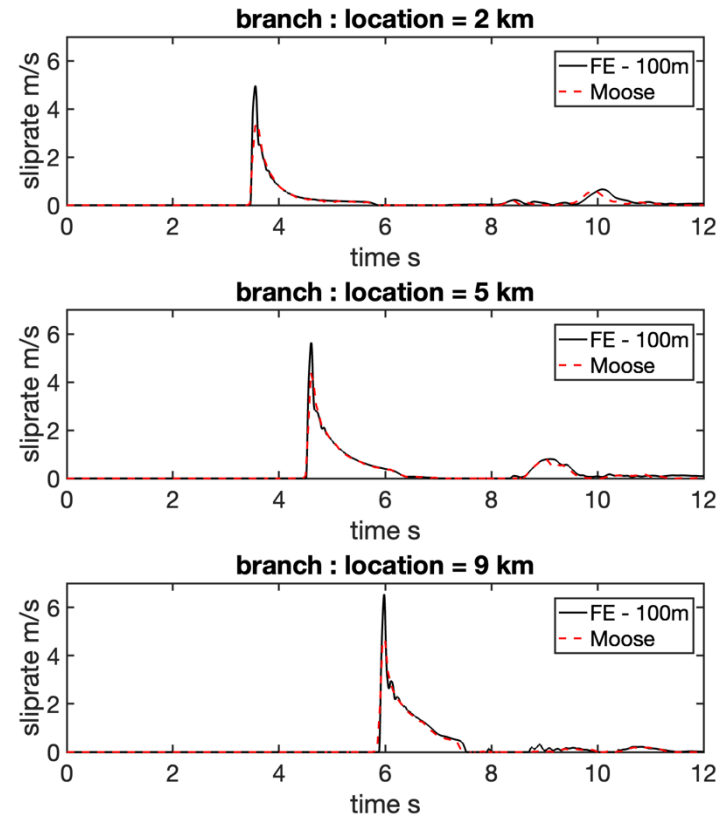 branch : location = 2 km
sliprate m/s
6
4
2
0
FE - 100m
Moose
0 2 4 6 8 10 12
time s
branch : location = 5 km
sliprate m/s
6
4
2
0
FE - 100m
Moose
0 2 4 6 8 10 12
time s
branch : location = 9 km
sliprate m/s
6
4
2
0
FE - 100m
Moose
0 2 4 6 8 10 12
time s